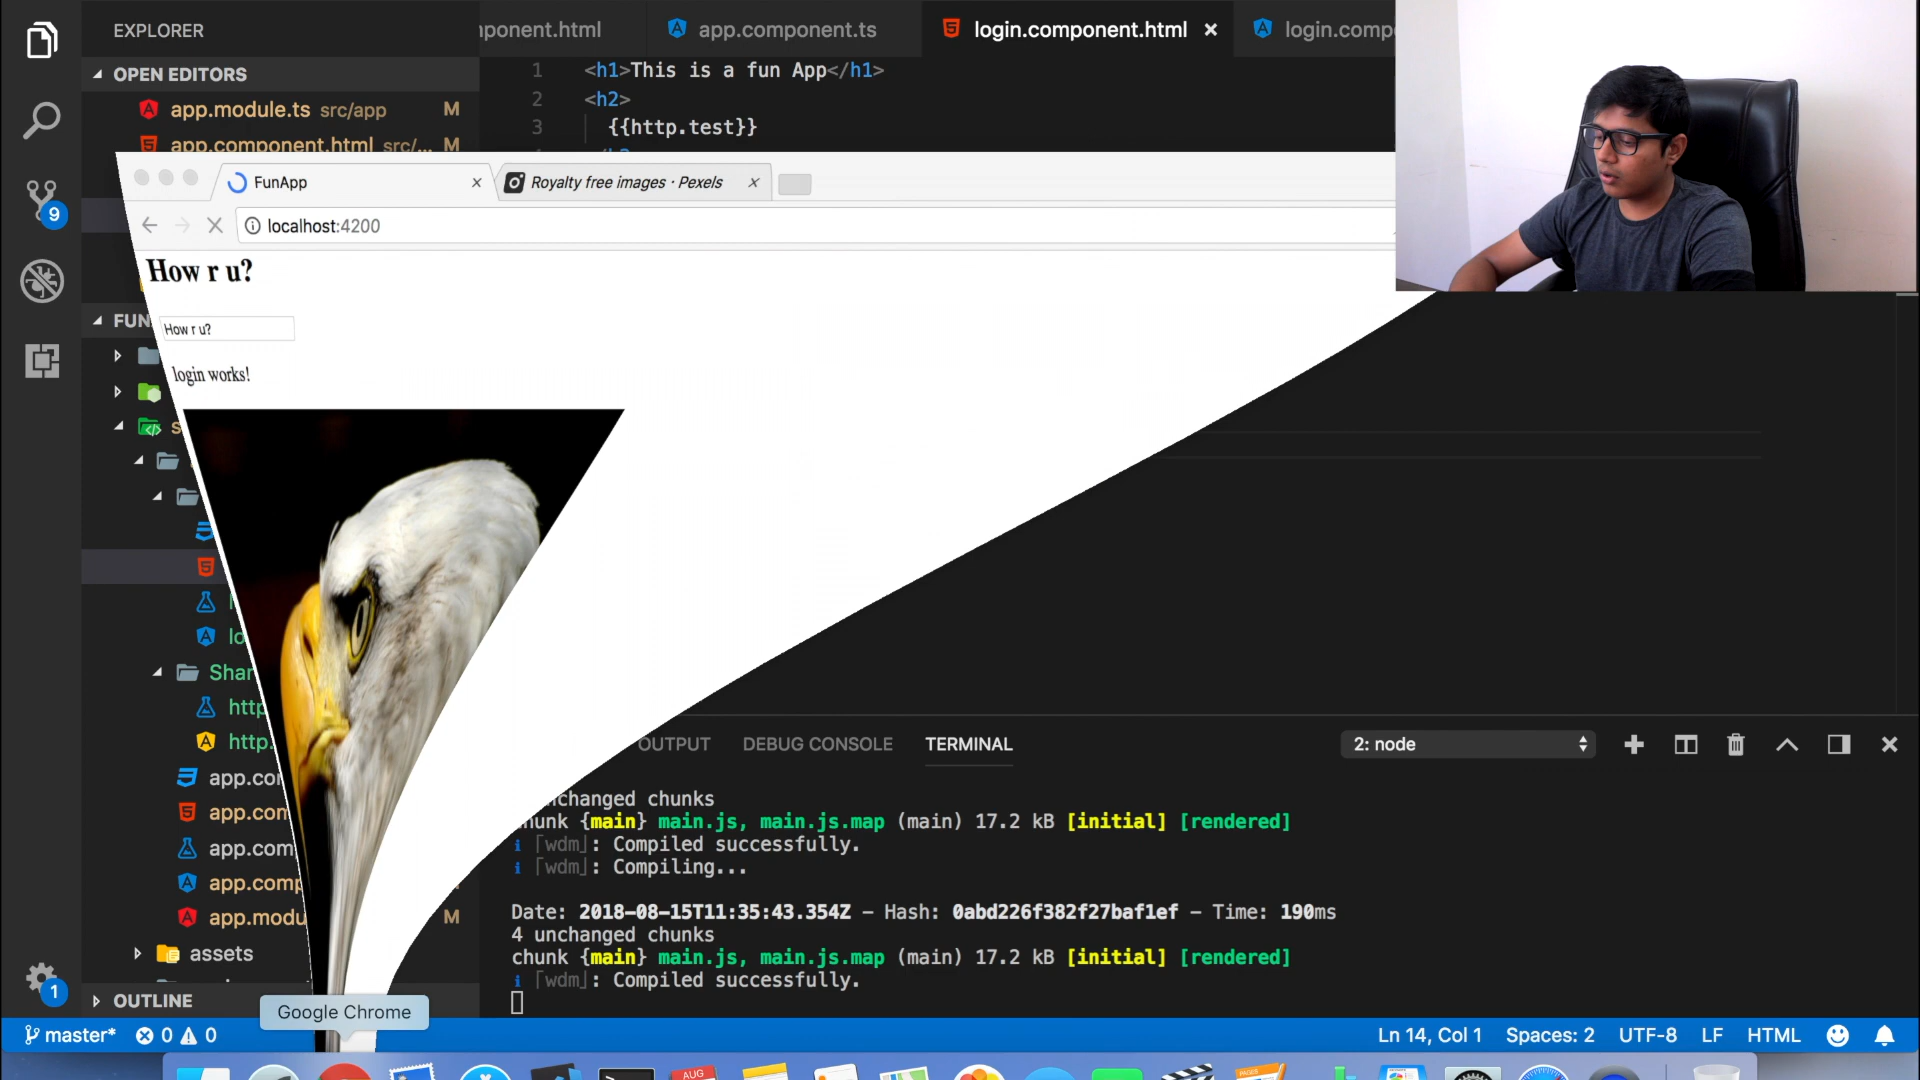 EXPLORER
ponent.html
app.component.ts
login.component.html
login.comp
OPEN EDITORS
app.module.ts src/app M
app.component.html src/... M
1 <h1>This is a fun App</h1>
2 <h2>
3 {{http.test}}
9
FunApp
Royalty free images · Pexels
localhost:4200
How r u?
How r u?
login works!
FUN
lo
Shar
http
http.
app.con
app.com
app.com
app.comp
app.modu M
assets
OUTLINE
1
OUTPUT
DEBUG CONSOLE
TERMINAL
2: node
nchanged chunks
hunk {main} main.js, main.js.map (main) 17.2 kB [initial] [rendered]
i ｢wdm｣: Compiled successfully.
i ｢wdm｣: Compiling...
Date: 2018-08-15T11:35:43.354Z – Hash: 0abd226f382f27baf1ef – Time: 190ms
4 unchanged chunks
chunk {main} main.js, main.js.map (main) 17.2 kB [initial] [rendered]
i ｢wdm｣: Compiled successfully.
Google Chrome
master* 0 0
Ln 14, Col 1 Spaces: 2 UTF-8 LF HTML
AUG
PAGES